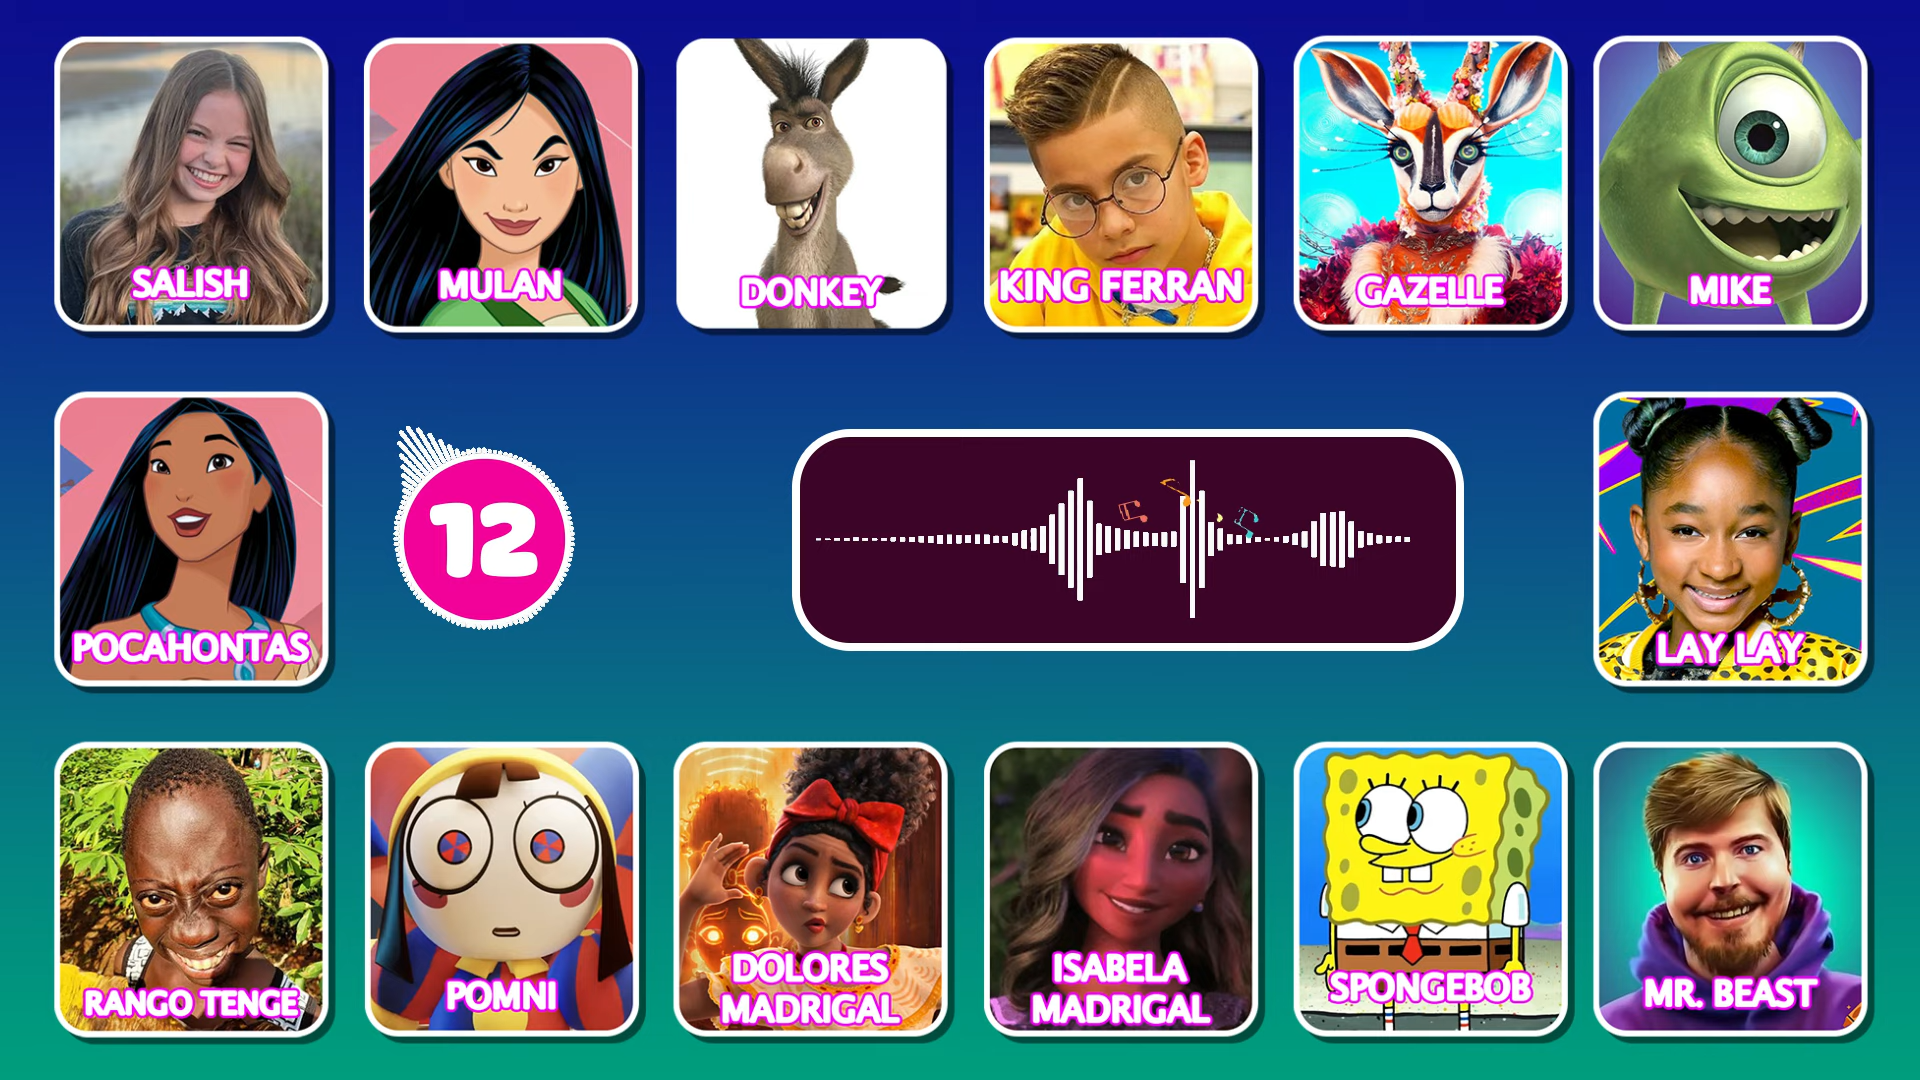 SALISH
MULAN
DONKEY
KING FERRAN
GAZELLE
MIKE
POCAHONTAS
12
LAY LAY
RANGO TENGE
POMNI
DOLORES
MADRIGAL
ISABELA
MADRIGAL
SPONGEBOB
MR. BEAST